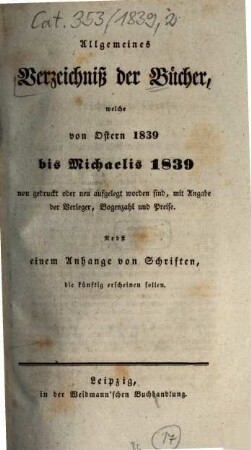 Cat. 353/1839,2
Allgemeines
Verzeichniß der Bücher,
welche
von Ostern 1839
bis Michaelis 1839
neu gedruckt oder neu aufgelegt worden sind, mit Angabe
der Verleger, Bogenzahl und Preise.
Nebst
einem Anhange von Schriften,
die künftig erscheinen sollen.
Leipzig,
in der Weidmann'schen Buchhandlung.
(17)